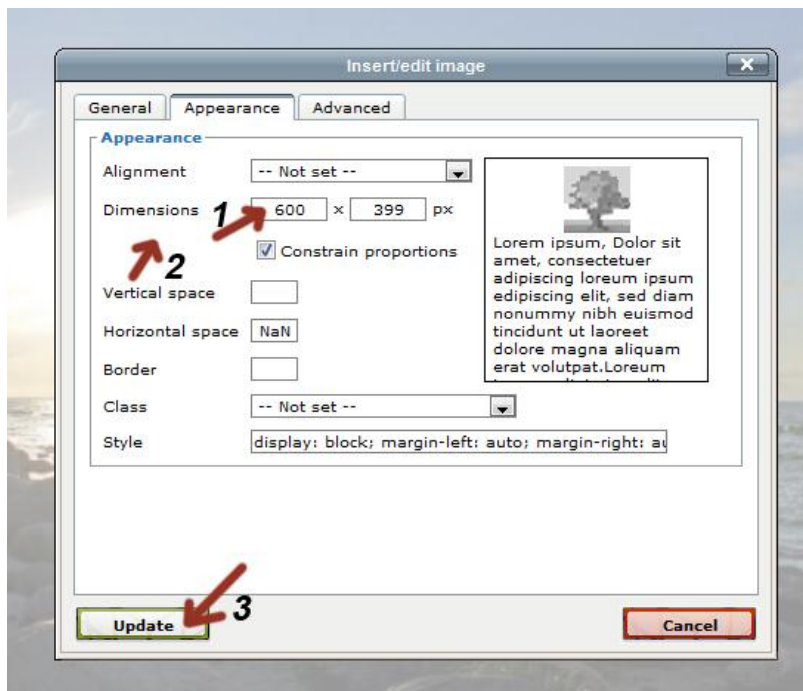 Insert/edit image
General Appearance Advanced
Appearance
Alignment -- Not set --
Dimensions 1 600 x 399 px
2
Constrain proportions
Vertical space
Horizontal space NaN
Border
Class -- Not set --
Style display: block; margin-left: auto; margin-right: au
Lorem ipsum, Dolor sit
amet, consectetuer
adipiscing loreum ipsum
edipiscing elit, sed diam
nonummy nibh euismod
tincidunt ut laoreet
dolore magna aliquam
erat volutpat.Loreum
3
Update Cancel